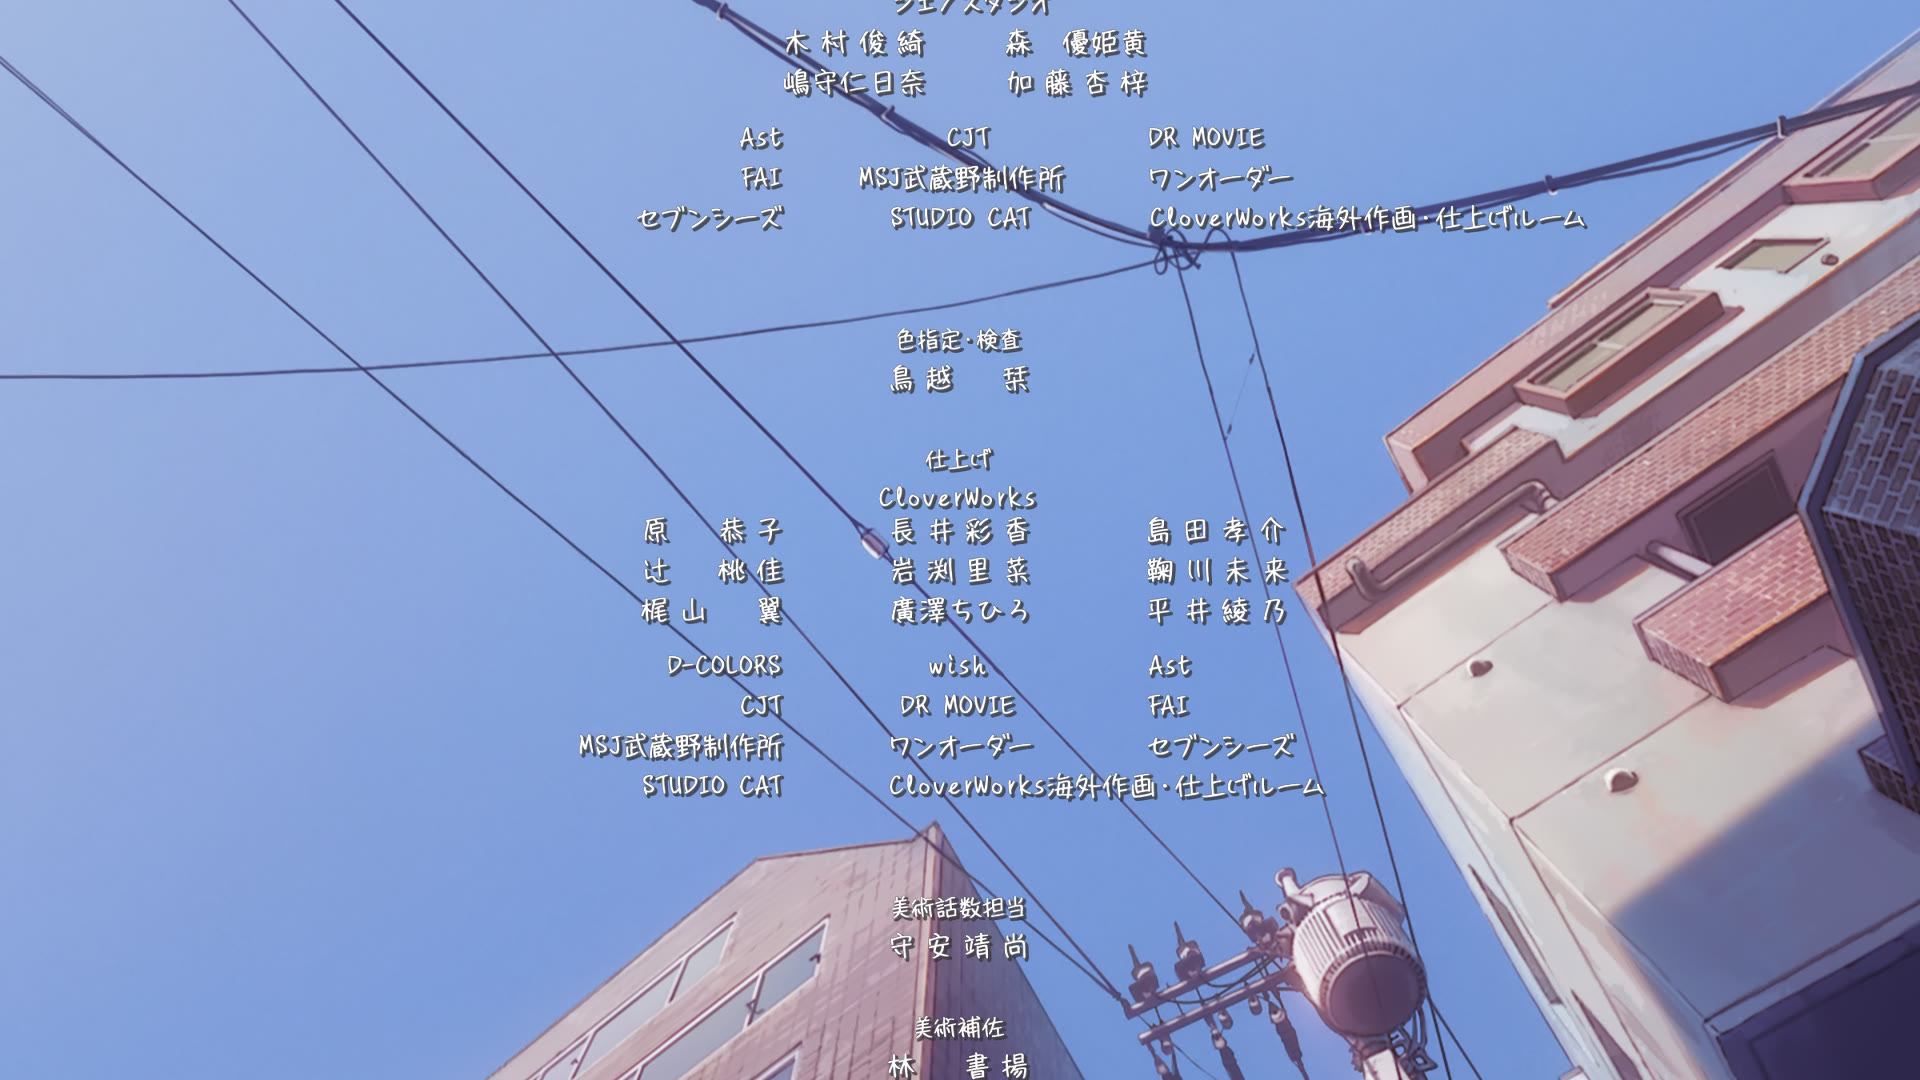 シェアスタジオ
木村俊綺　森　優姫黄
嶋守仁日奈　加藤杏梓
Ast　CJT　DR MOVIE
FAI　MSJ武蔵野制作所　ワンオーダー
セブンシーズ　STUDIO CAT　CloverWorks海外作画・仕上げルーム
色指定・検査
鳥越　栞
仕上げ
CloverWorks
原　恭子　長井彩香　島田孝介
辻　桃佳　岩渕里菜　鞠川未来
梶山　翼　廣澤ちひろ　平井綾乃
D-COLORS　wish　Ast
CJT　DR MOVIE　FAI
MSJ武蔵野制作所　ワンオーダー　セブンシーズ
STUDIO CAT　CloverWorks海外作画・仕上げルーム
美術話数担当
守安靖尚
美術補佐
林　書揚